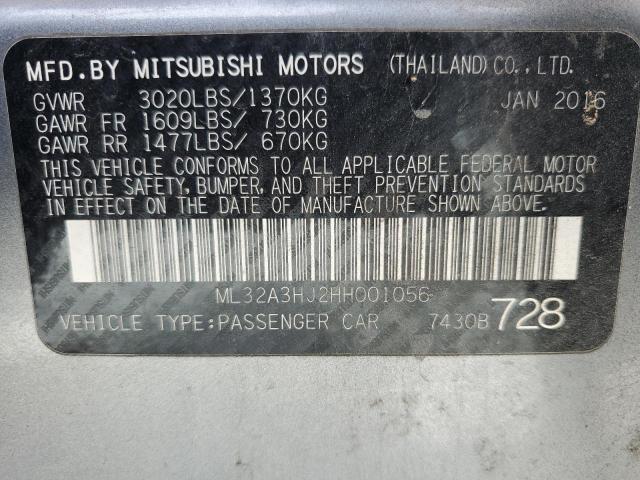 MFD.BY MITSUBISHI MOTORS (THAILAND)CO.,LTD.
GVWR 3020LBS/1370KG JAN 2016
GAWR FR 1609LBS/ 730KG
GAWR RR 1477LBS/ 670KG
THIS VEHICLE CONFORMS TO ALL APPLICABLE FEDERAL MOTOR
VEHICLE SAFETY, BUMPER, AND THEFT PREVENTION STANDARDS
IN EFFECT ON THE DATE OF MANUFACTURE SHOWN ABOVE.
ML32A3HJ2HH001056
VEHICLE TYPE:PASSENGER CAR 7430B 728